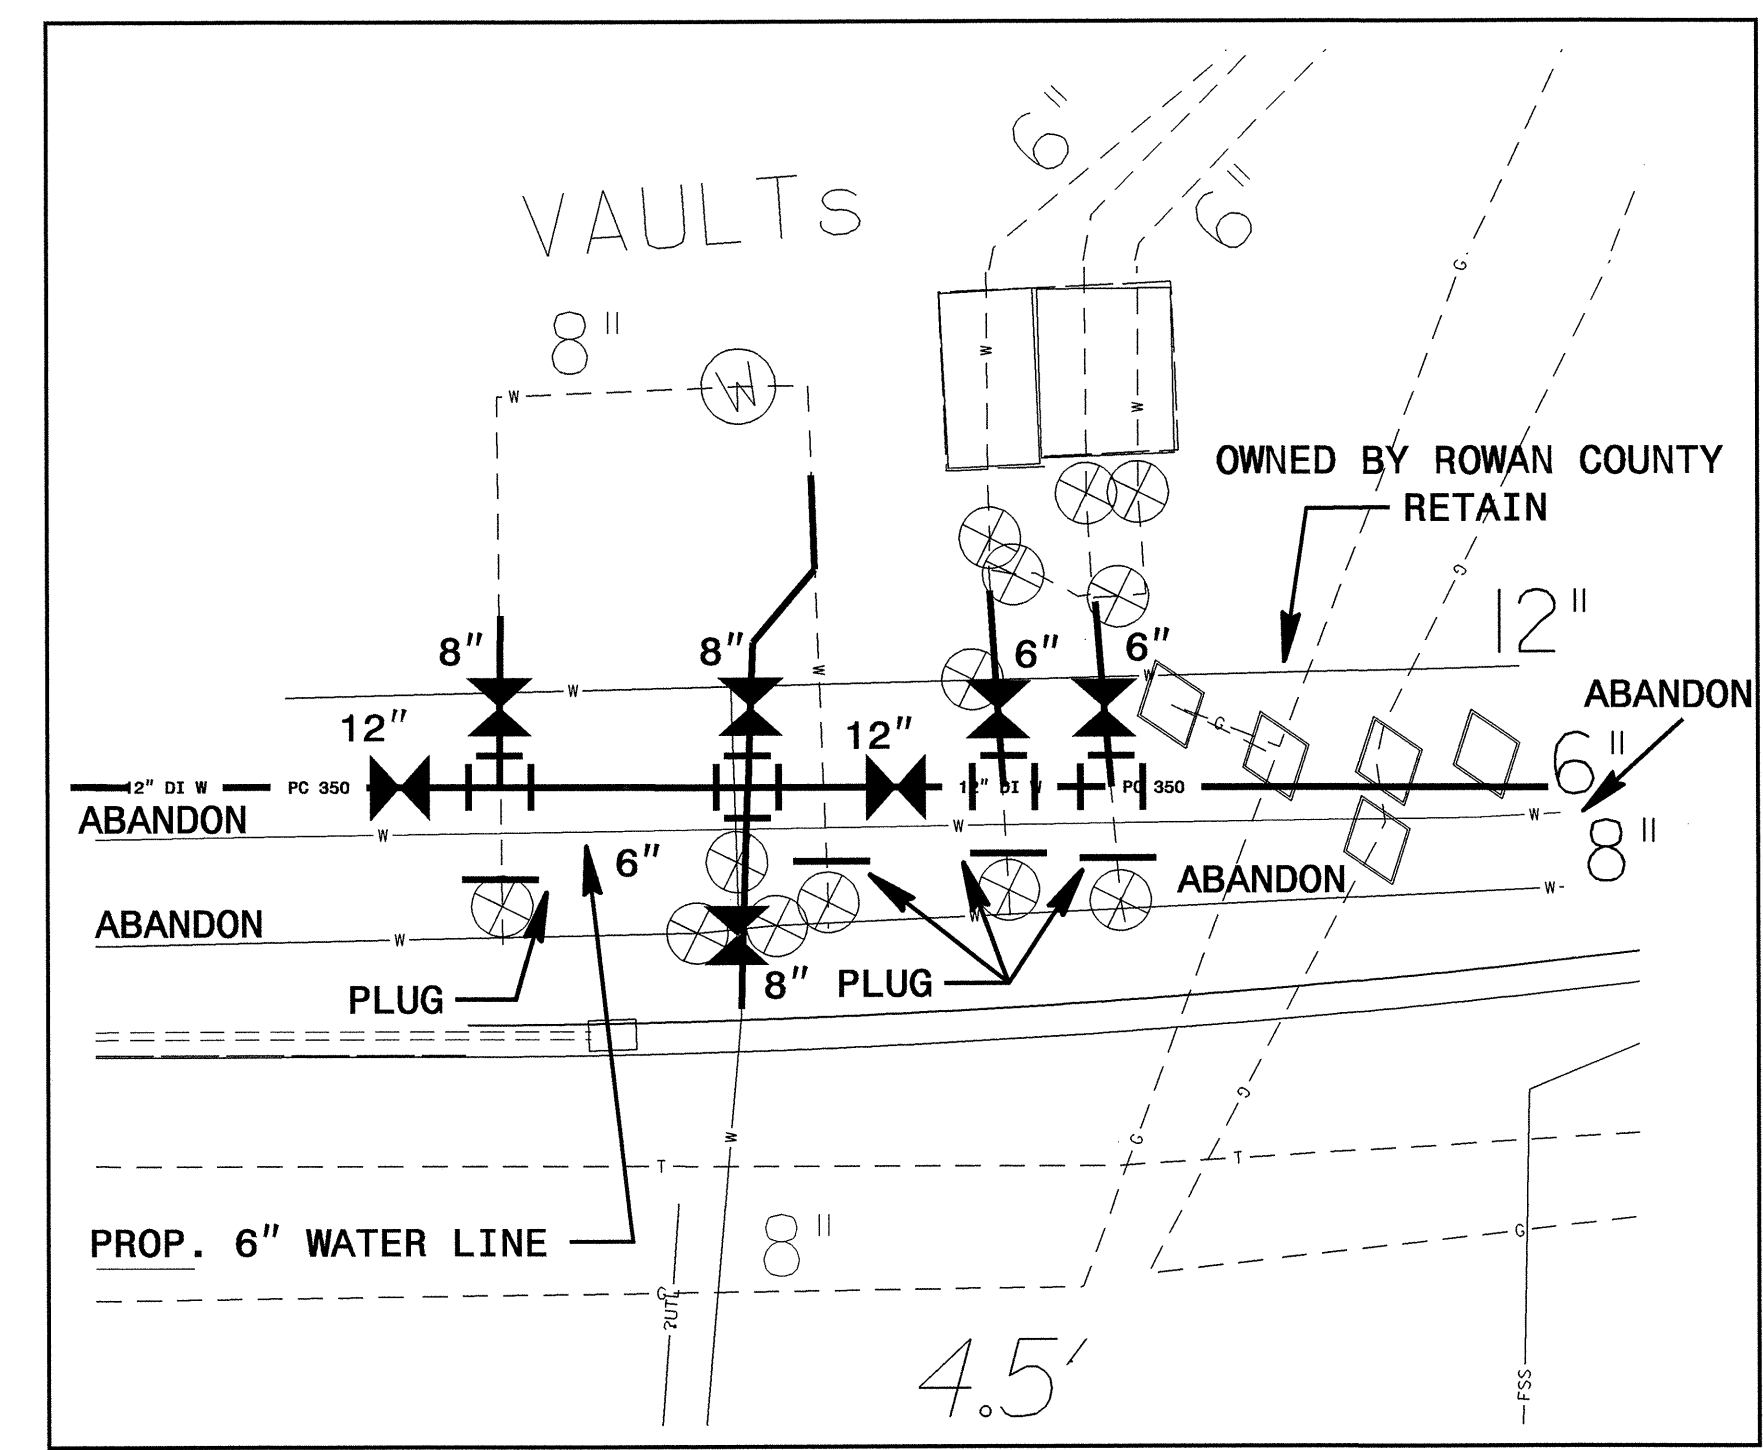 6"
6"
VAULTs
8"
W
G
W
W
W
OWNED BY ROWAN COUNTY
RETAIN
G
12"
8"
8"
6"
6"
W
W
W
ABANDON
12"
12"
G
6"
12" DI W
PC 350
12" DI W
PC 350
ABANDON
W
W
W
8"
6"
ABANDON
ABANDON
W
W
W
PLUG
8"
PLUG
G
W
G
T
T
PROP. 6" WATER LINE
8"
G
G
?UTL
4.5'
FSS